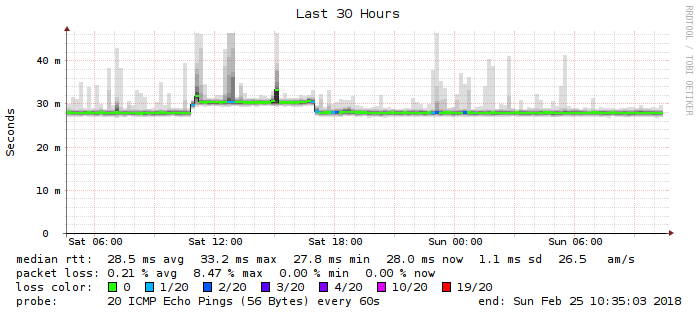 Last 30 Hours
RRDTOOL / TOBI OETIKER
Seconds
40 m
30 m
20 m
10 m
0
Sat 06:00 Sat 12:00 Sat 18:00 Sun 00:00 Sun 06:00
median rtt: 28.5 ms avg 33.2 ms max 27.8 ms min 28.0 ms now 1.1 ms sd 26.5 am/s
packet loss: 0.21 % avg 8.47 % max 0.00 % min 0.00 % now
loss color: 0 1/20 2/20 3/20 4/20 10/20 19/20
probe: 20 ICMP Echo Pings (56 Bytes) every 60s end: Sun Feb 25 10:35:03 2018